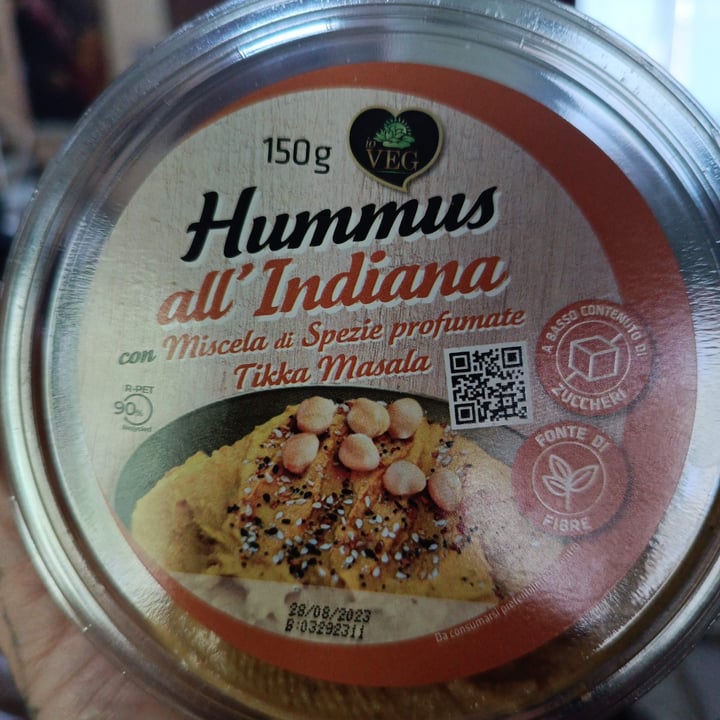 150g
io
VEG
Hummus
all'Indiana
con Miscela di Spezie profumate
Tikka Masala
R-PET
90%
Recycled
A BASSO CONTENUTO DI
ZUCCHERI
FONTE DI
FIBRE
28/08/2023
B:03292311
Da consumarsi